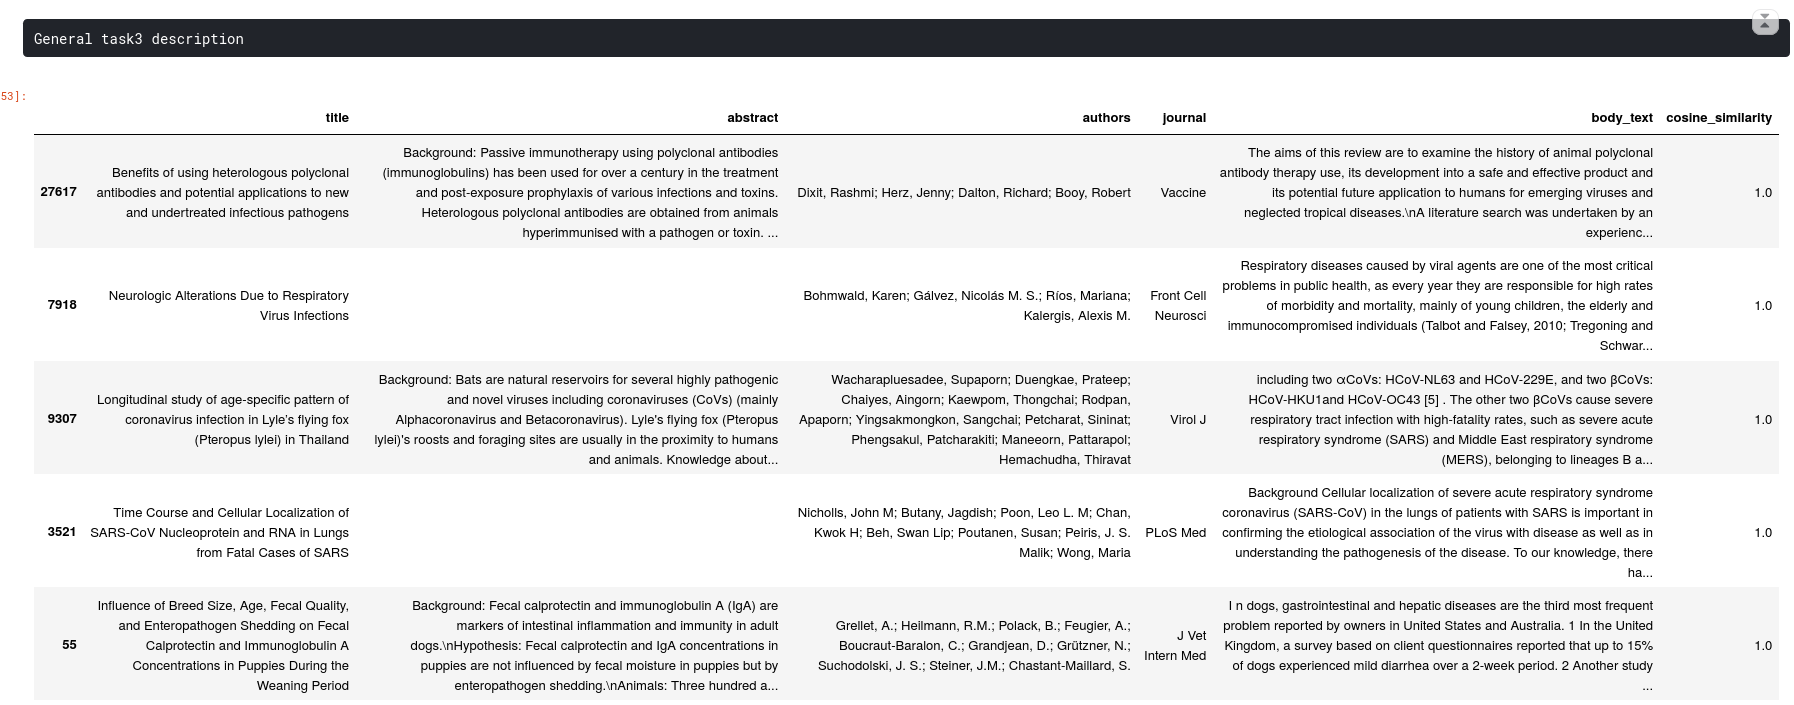 General task3 description
53]:
title abstract authors journal body_text cosine_similarity
27617
Benefits of using heterologous polyclonal
antibodies and potential applications to new
and undertreated infectious pathogens
Background: Passive immunotherapy using polyclonal antibodies
(immunoglobulins) has been used for over a century in the treatment
and post-exposure prophylaxis of various infections and toxins.
Heterologous polyclonal antibodies are obtained from animals
hyperimmunised with a pathogen or toxin. ...
Dixit, Rashmi; Herz, Jenny; Dalton, Richard; Booy, Robert
Vaccine
The aims of this review are to examine the history of animal polyclonal
antibody therapy use, its development into a safe and effective product and
its potential future application to humans for emerging viruses and
neglected tropical diseases.\nA literature search was undertaken by an
experienc...
1.0
7918
Neurologic Alterations Due to Respiratory
Virus Infections
Bohmwald, Karen; Gálvez, Nicolás M. S.; Ríos, Mariana;
Kalergis, Alexis M.
Front Cell
Neurosci
Respiratory diseases caused by viral agents are one of the most critical
problems in public health, as every year they are responsible for high rates
of morbidity and mortality, mainly of young children, the elderly and
immunocompromised individuals (Talbot and Falsey, 2010; Tregoning and
Schwar...
1.0
9307
Longitudinal study of age-specific pattern of
coronavirus infection in Lyle's flying fox
(Pteropus lylei) in Thailand
Background: Bats are natural reservoirs for several highly pathogenic
and novel viruses including coronaviruses (CoVs) (mainly
Alphacoronavirus and Betacoronavirus). Lyle's flying fox (Pteropus
lylei)'s roosts and foraging sites are usually in the proximity to humans
and animals. Knowledge about...
Wacharapluesadee, Supaporn; Duengkae, Prateep;
Chaiyes, Aingorn; Kaewpom, Thongchai; Rodpan,
Apaporn; Yingsakmongkon, Sangchai; Petcharat, Sininat;
Phengsakul, Patcharakiti; Maneeorn, Pattarapol;
Hemachudha, Thiravat
Virol J
including two αCoVs: HCoV-NL63 and HCoV-229E, and two βCoVs:
HCoV-HKU1and HCoV-OC43 [5] . The other two βCoVs cause severe
respiratory tract infection with high-fatality rates, such as severe acute
respiratory syndrome (SARS) and Middle East respiratory syndrome
(MERS), belonging to lineages B a...
1.0
3521
Time Course and Cellular Localization of
SARS-CoV Nucleoprotein and RNA in Lungs
from Fatal Cases of SARS
Nicholls, John M; Butany, Jagdish; Poon, Leo L. M; Chan,
Kwok H; Beh, Swan Lip; Poutanen, Susan; Peiris, J. S.
Malik; Wong, Maria
PLoS Med
Background Cellular localization of severe acute respiratory syndrome
coronavirus (SARS-CoV) in the lungs of patients with SARS is important in
confirming the etiological association of the virus with disease as well as in
understanding the pathogenesis of the disease. To our knowledge, there
ha...
1.0
55
Influence of Breed Size, Age, Fecal Quality,
and Enteropathogen Shedding on Fecal
Calprotectin and Immunoglobulin A
Concentrations in Puppies During the
Weaning Period
Background: Fecal calprotectin and immunoglobulin A (IgA) are
markers of intestinal inflammation and immunity in adult
dogs.\nHypothesis: Fecal calprotectin and IgA concentrations in
puppies are not influenced by fecal moisture in puppies but by
enteropathogen shedding.\nAnimals: Three hundred a...
Grellet, A.; Heilmann, R.M.; Polack, B.; Feugier, A.;
Boucraut-Baralon, C.; Grandjean, D.; Grützner, N.;
Suchodolski, J. S.; Steiner, J.M.; Chastant-Maillard, S.
J Vet
Intern Med
I n dogs, gastrointestinal and hepatic diseases are the third most frequent
problem reported by owners in United States and Australia. 1 In the United
Kingdom, a survey based on client questionnaires reported that up to 15%
of dogs experienced mild diarrhea over a 2-week period. 2 Another study
...
1.0